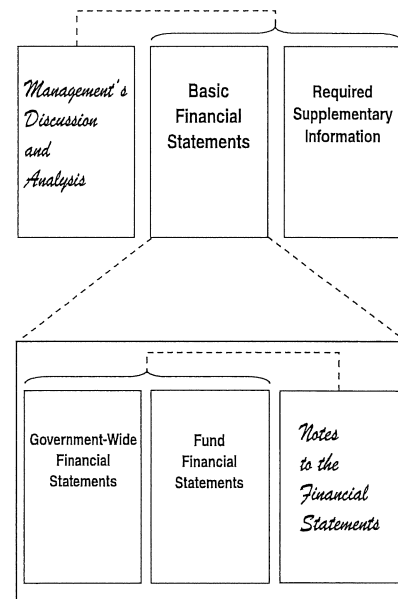 Management's
Discussion
and
Analysis
Basic
Financial
Statements
Required
Supplementary
Information
Government-Wide
Financial
Statements
Fund
Financial
Statements
Notes
to the
Financial
Statements